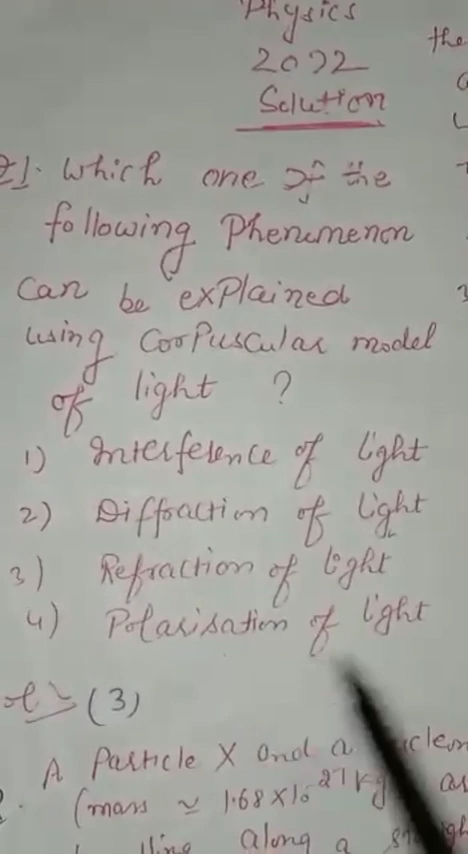 Physics
2022
Solution
the
Q1. Which one of the
following Phenomenon
Can be explained
using Corpuscular model
of light ?
1) Interference of light
2) Diffraction of light
3) Refraction of light
4) Polarisation of light
(3)
A Particle X and a
(mass ≃ 1.68 X10 27 kg
along a